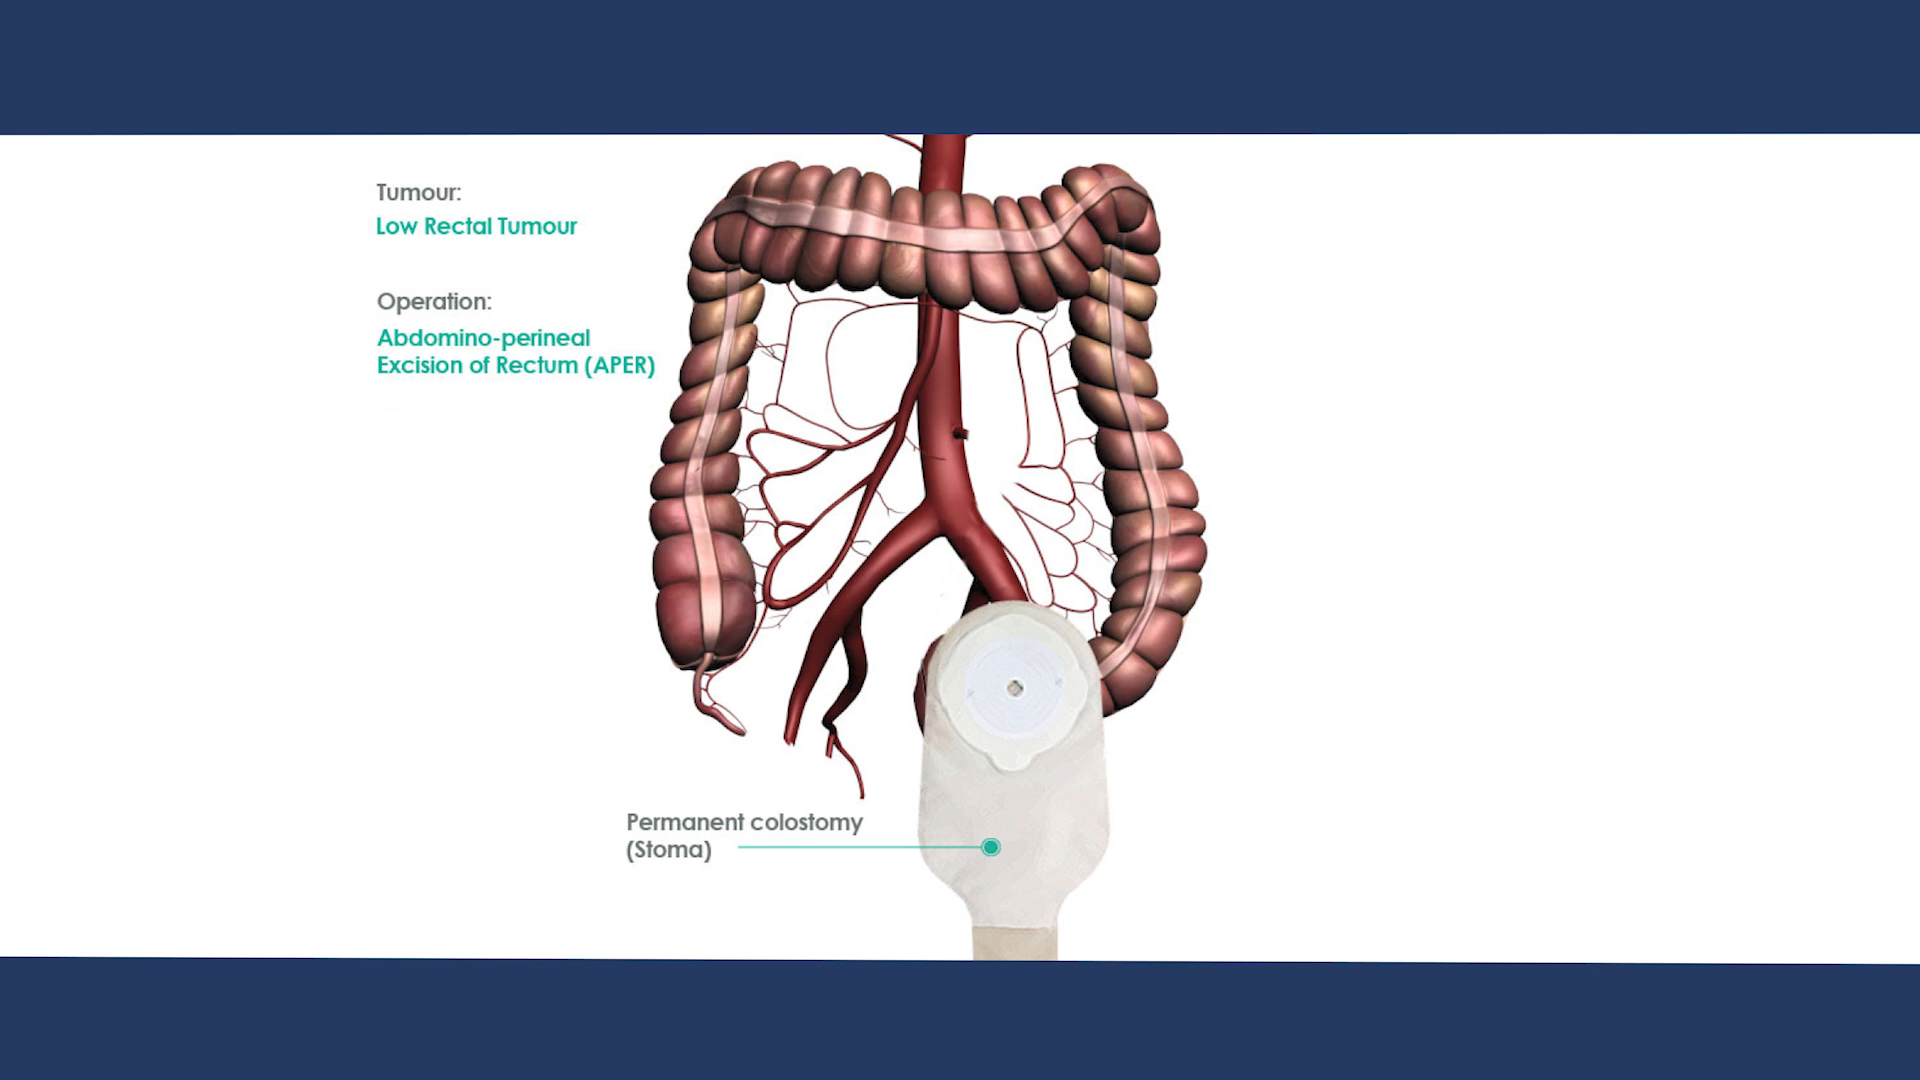 Tumour:
Low Rectal Tumour
Operation:
Abdomino-perineal
Excision of Rectum (APER)
Permanent colostomy
(Stoma)